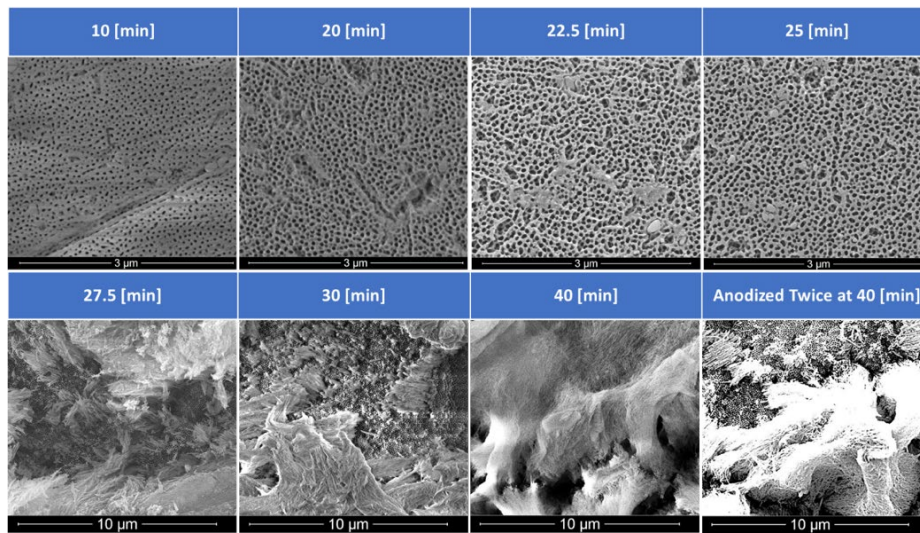 10 [min]
20 [min]
22.5 [min]
25 [min]
3 µm
3 µm
3 µm
3 µm
27.5 [min]
30 [min]
40 [min]
Anodized Twice at 40 [min]
10 µm
10 µm
10 µm
10 µm